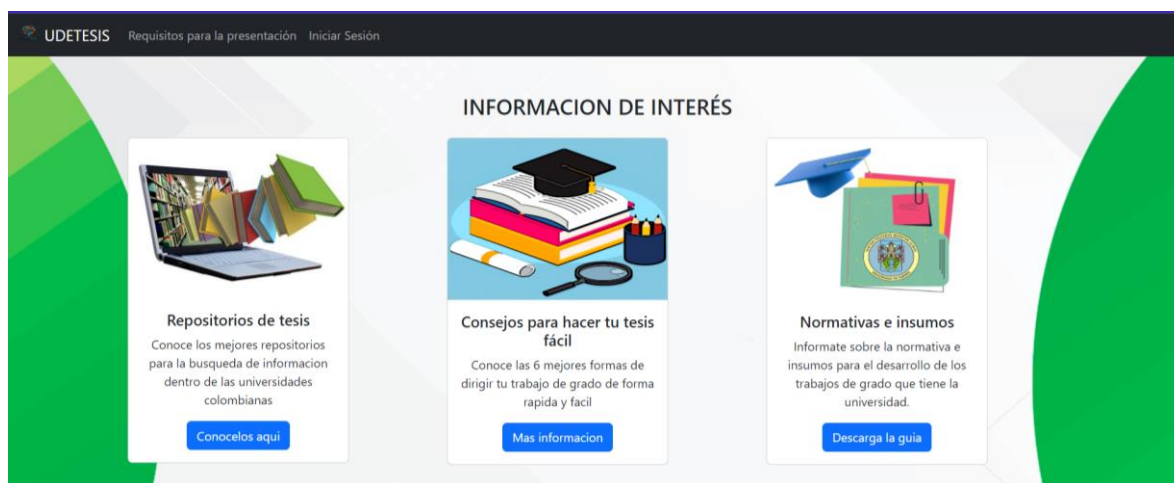 UDETESIS Requisitos para la presentación Iniciar Sesión
INFORMACION DE INTERÉS
Repositorios de tesis
Conoce los mejores repositorios
para la busqueda de informacion
dentro de las universidades
colombianas
Conocelos aqui
Consejos para hacer tu tesis
fácil
Conoce las 6 mejores formas de
dirigir tu trabajo de grado de forma
rapida y facil
Mas informacion
Normativas e insumos
Informate sobre la normativa e
insumos para el desarrollo de los
trabajos de grado que tiene la
universidad.
Descarga la guia